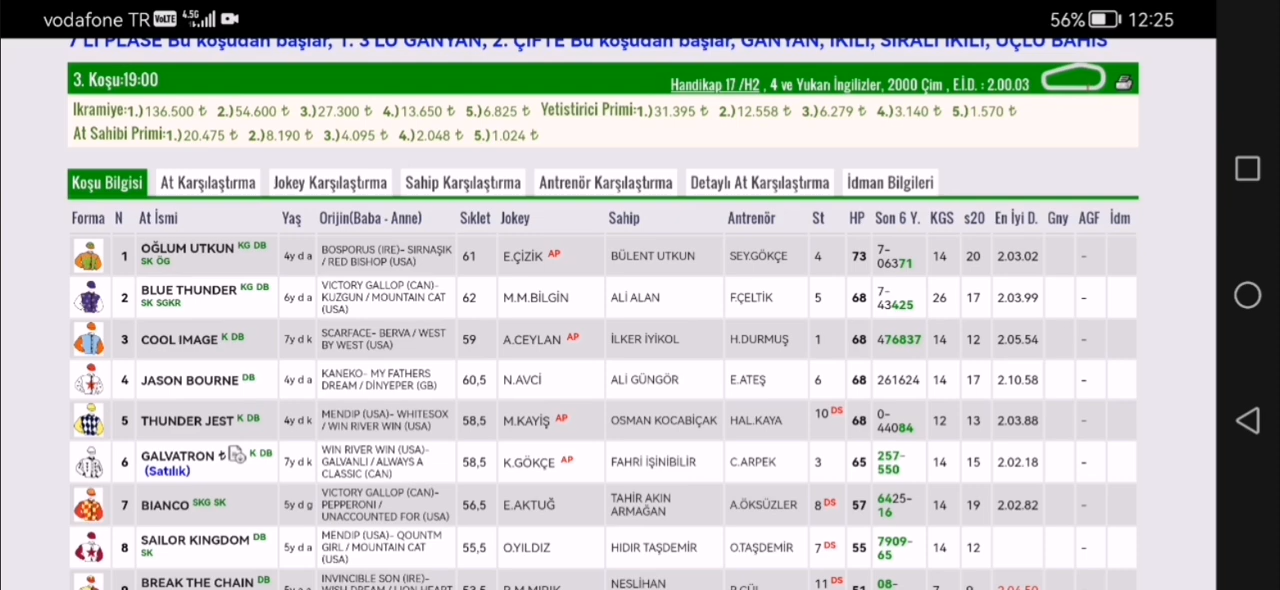 vodafone TR VoLTE 4.5G 56% 12:25
7'Lİ PLASE Bu koşudan başlar, 1. 3'LÜ GANYAN, 2. ÇİFTE Bu koşudan başlar, GANYAN, İKİLİ, SIRALI İKİLİ, ÜÇLÜ BAHİS
3. Koşu:19:00 Handikap 17 /H2 , 4 ve Yukarı İngilizler, 2000 Çim , E.İ.D. : 2.00.03
İkramiye:1.)136.500 ₺ 2.)54.600 ₺ 3.)27.300 ₺ 4.)13.650 ₺ 5.)6.825 ₺ Yetistirici Primi:1.)31.395 ₺ 2.)12.558 ₺ 3.)6.279 ₺ 4.)3.140 ₺ 5.)1.570 ₺
At Sahibi Primi:1.)20.475 ₺ 2.)8.190 ₺ 3.)4.095 ₺ 4.)2.048 ₺ 5.)1.024 ₺
Koşu Bilgisi At Karşılaştırma Jokey Karşılaştırma Sahip Karşılaştırma Antrenör Karşılaştırma Detaylı At Karşılaştırma İdman Bilgileri
Forma N At İsmi Yaş Orijin(Baba - Anne) Sıklet Jokey Sahip Antrenör St HP Son 6 Y. KGS s20 En İyi D. Gny AGF İdm
1 OĞLUM UTKUN KG DB SK ÖG 4y d a BOSPORUS (IRE)- SIRNAŞIK / RED BISHOP (USA) 61 E.ÇİZİK AP BÜLENT UTKUN SEY.GÖKÇE 4 73 7-06371 14 20 2.03.02 -
2 BLUE THUNDER KG DB SK SGKR 6y d a VICTORY GALLOP (CAN)- KUZGUN / MOUNTAIN CAT (USA) 62 M.M.BİLGİN ALİ ALAN F.ÇELTİK 5 68 7-43425 26 17 2.03.99 -
3 COOL IMAGE K DB 7y d k SCARFACE- BERVA / WEST BY WEST (USA) 59 A.CEYLAN AP İLKER İYİKOL H.DURMUŞ 1 68 476837 14 12 2.05.54 -
4 JASON BOURNE DB 4y d a KANEKO- MY FATHERS DREAM / DİNYEPER (GB) 60,5 N.AVCİ ALİ GÜNGÖR E.ATEŞ 6 68 261624 14 17 2.10.58 -
5 THUNDER JEST K DB 4y d k MENDIP (USA)- WHITESOX / WIN RIVER WIN (USA) 58,5 M.KAYİŞ AP OSMAN KOCABIÇAK HAL.KAYA 10 DS 68 0-44084 12 13 2.03.88 -
6 GALVATRON ₺ K DB (Satılık) 7y d k WIN RIVER WIN (USA)- GALVANLI / ALWAYS A CLASSIC (CAN) 58,5 K.GÖKÇE AP FAHRİ İŞİNİBİLİR C.ARPEK 3 65 257-550 14 15 2.02.18 -
7 BIANCO SKG SK 5y d g VICTORY GALLOP (CAN)- PEPPERONI / UNACCOUNTED FOR (USA) 56,5 E.AKTUĞ TAHİR AKIN ARMAĞAN A.ÖKSÜZLER 8 DS 57 6425-16 14 19 2.02.82 -
8 SAILOR KINGDOM DB SK 5y d a MENDIP (USA)- QOUNTM GIRL / MOUNTAIN CAT (USA) 55,5 O.YILDIZ HIDIR TAŞDEMİR O.TAŞDEMİR 7 DS 55 7909-65 14 12 -
BREAK THE CHAIN DB INVINCIBLE SON (IRE)- NESLİHAN 11 DS 08-